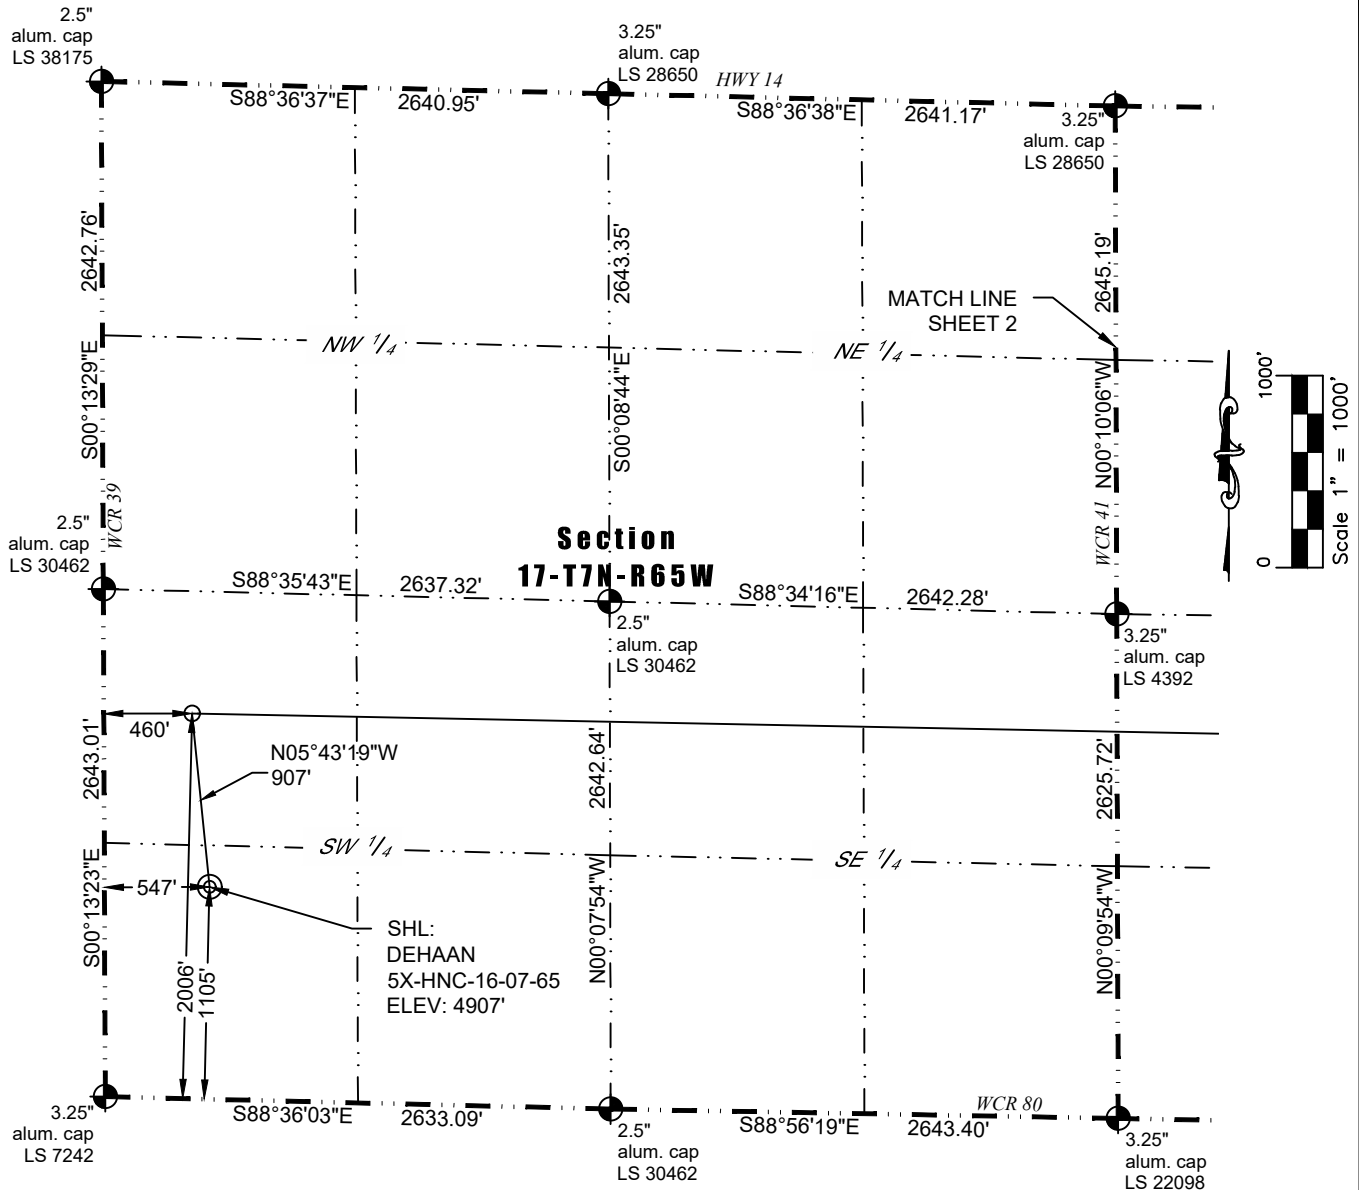 2.5"
alum. cap
LS 38175
3.25"
alum. cap
LS 28650
HWY 14
S88°36'37"E
2640.95'
S88°36'38"E
2641.17'
3.25"
alum. cap
LS 28650
2642.76'
2643.35'
2645.19'
MATCH LINE
SHEET 2
NW 1/4
NE 1/4
S00°13'29"E
S00°08'44"E
N00°10'06"W
1000'
0
Scale 1" = 1000'
WCR 39
WCR 41
2.5"
alum. cap
LS 30462
Section
17-T7N-R65W
S88°35'43"E
2637.32'
S88°34'16"E
2642.28'
2.5"
alum. cap
LS 30462
3.25"
alum. cap
LS 4392
460'
N05°43'19"W
907'
2643.01'
2642.64'
2625.72'
SW 1/4
SE 1/4
547'
S00°13'23"E
N00°07'54"W
N00°09'54"W
SHL:
DEHAAN
5X-HNC-16-07-65
ELEV: 4907'
2006'
1105'
3.25"
alum. cap
LS 7242
S88°36'03"E
2633.09'
2.5"
alum. cap
LS 30462
S88°56'19"E
2643.40'
WCR 80
3.25"
alum. cap
LS 22098